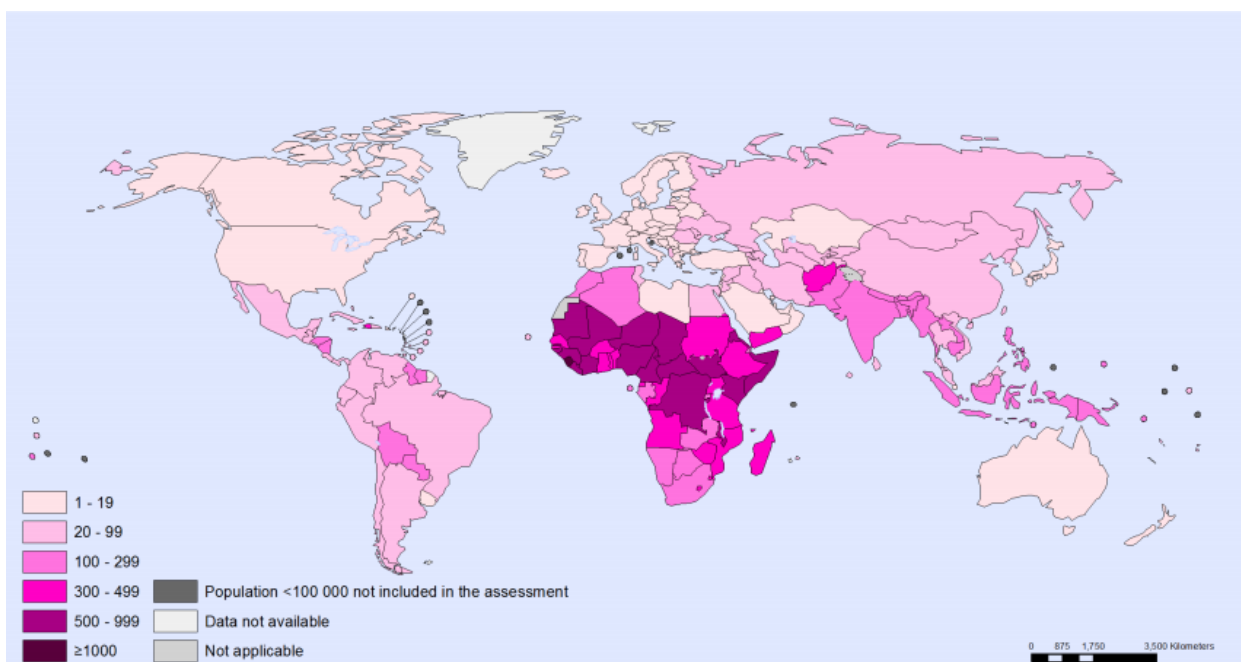 1 - 19
20 - 99
100 - 299
300 - 499
500 - 999
≥1000
Population <100 000 not included in the assessment
Data not available
Not applicable
0 875 1,750 3,500 Kilometers